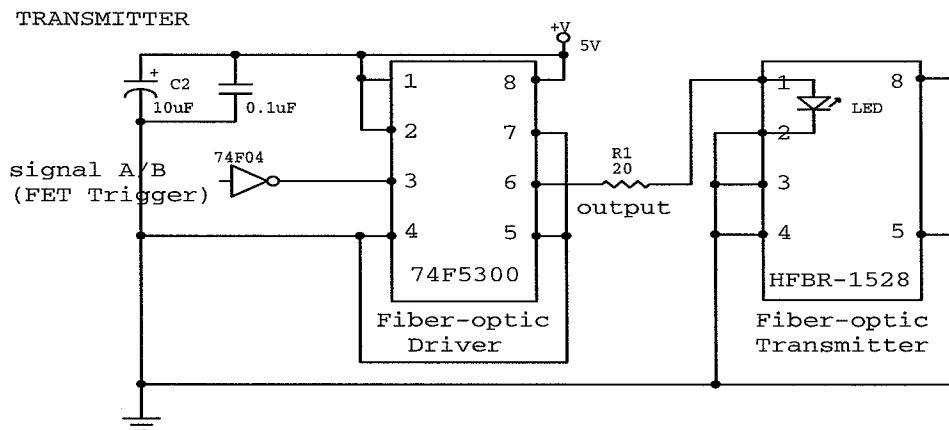 TRANSMITTER
+V
5V
+
C2
10uF
0.1uF
1
8
2
7
3
6
4
5
74F5300
Fiber-optic
Driver
signal A/B
(FET Trigger)
74F04
R1
20
output
1
8
LED
2
3
4
5
HFBR-1528
Fiber-optic
Transmitter